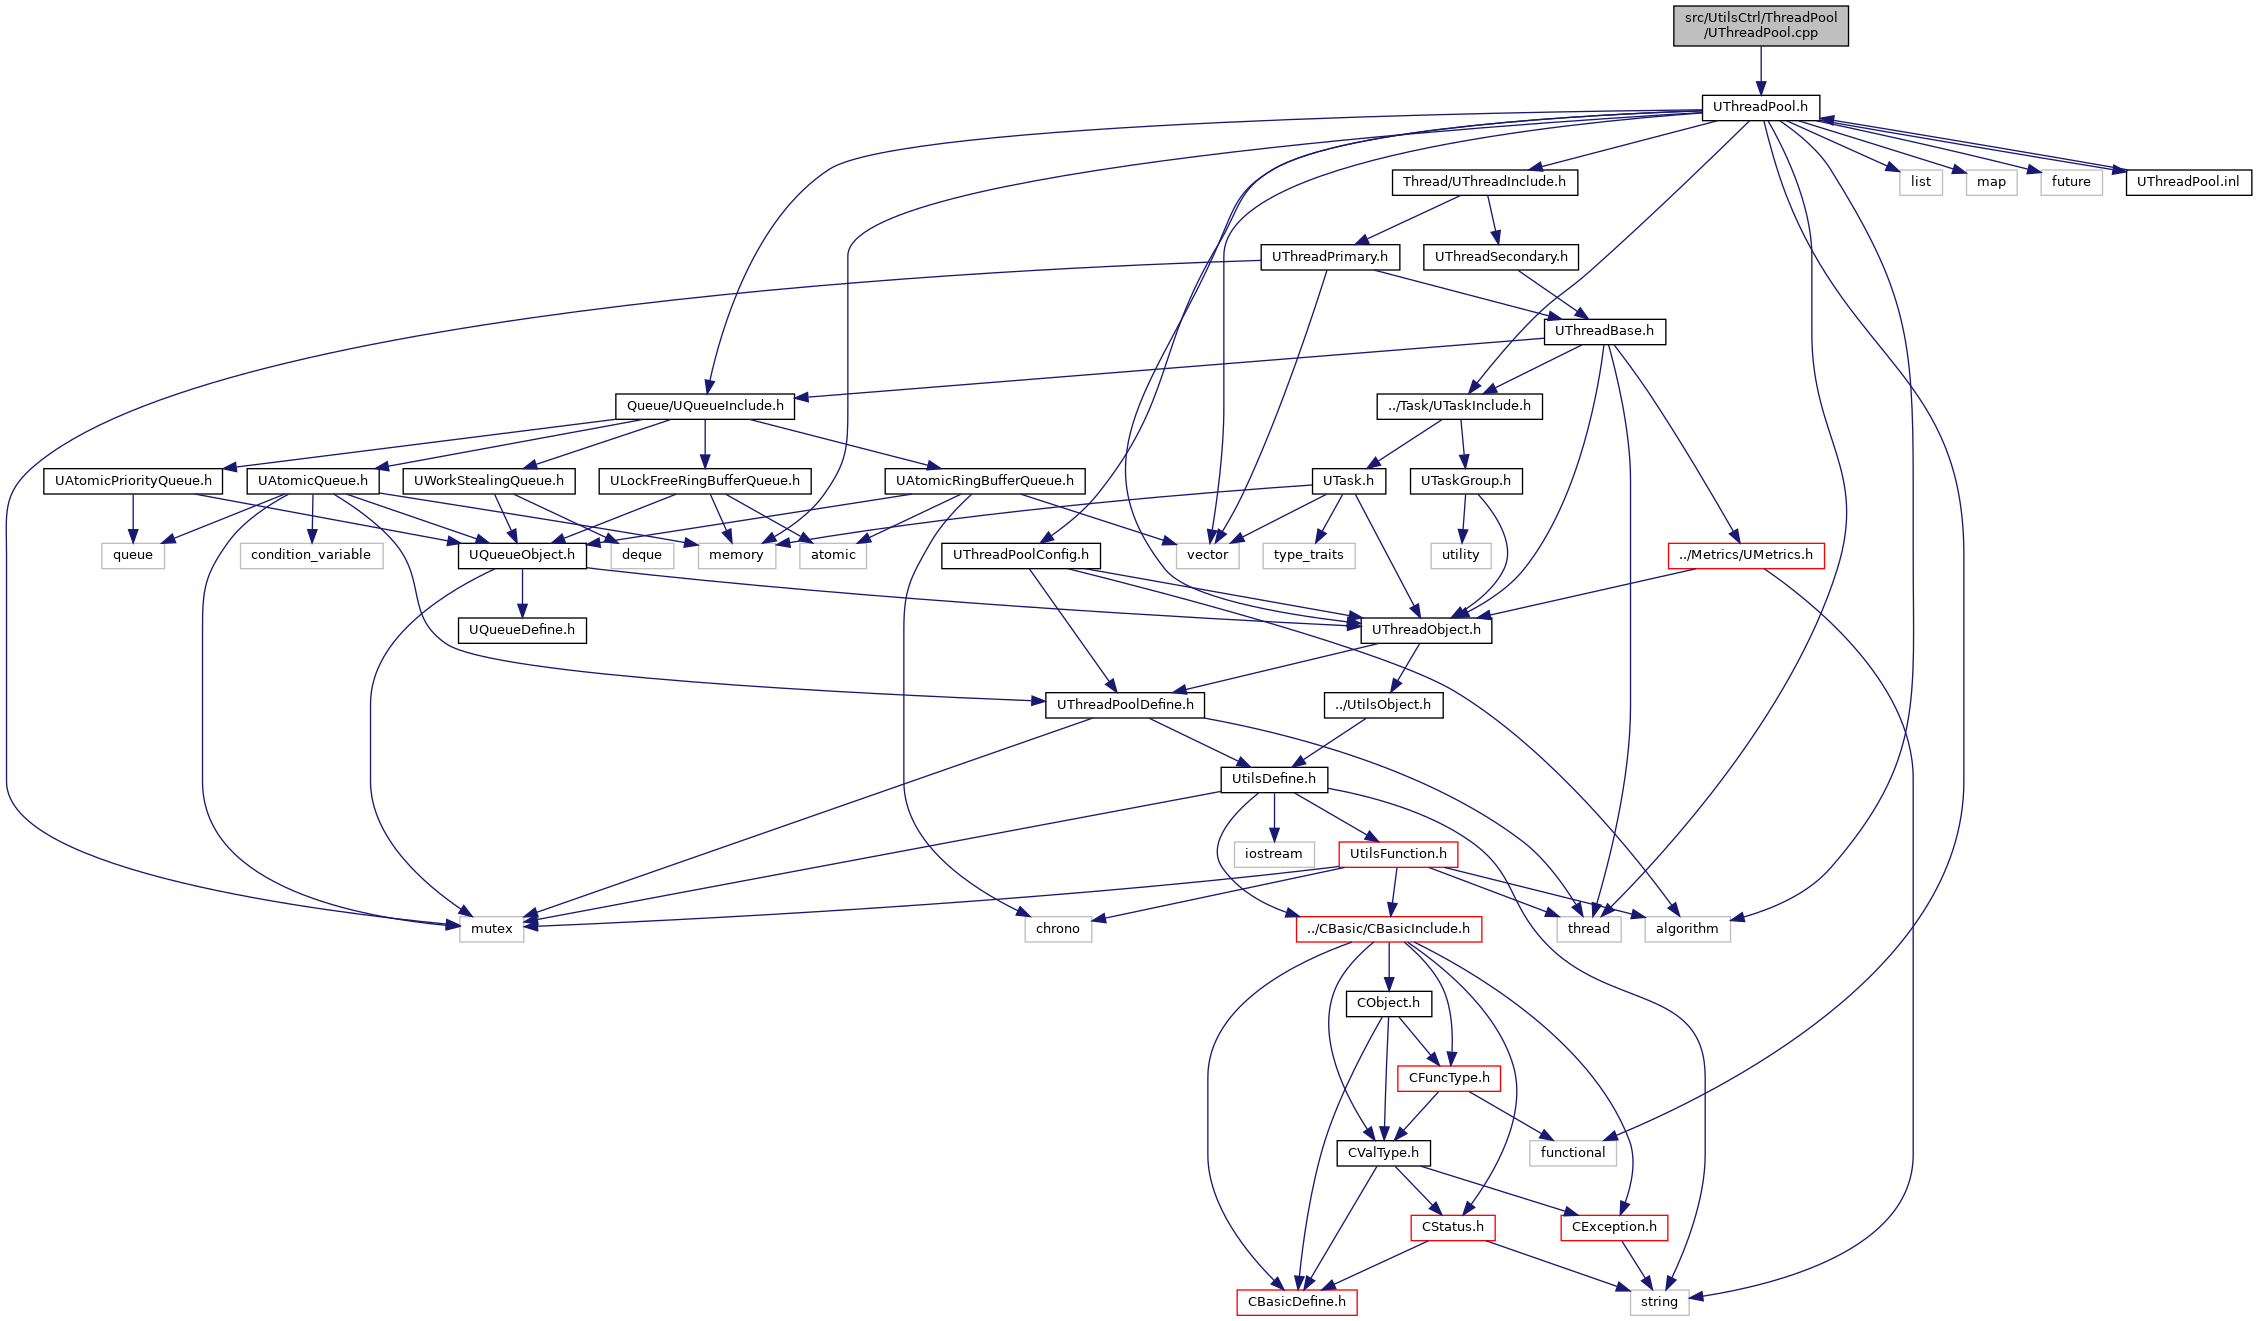 src/UtilsCtrl/ThreadPool
/UThreadPool.cpp
UThreadPool.h
Thread/UThreadInclude.h
list
map
future
UThreadPool.inl
UThreadPrimary.h
UThreadSecondary.h
UThreadBase.h
Queue/UQueueInclude.h
../Task/UTaskInclude.h
UAtomicPriorityQueue.h
UAtomicQueue.h
UWorkStealingQueue.h
ULockFreeRingBufferQueue.h
UAtomicRingBufferQueue.h
UTask.h
UTaskGroup.h
queue
condition_variable
UQueueObject.h
deque
memory
atomic
UThreadPoolConfig.h
vector
type_traits
utility
../Metrics/UMetrics.h
UQueueDefine.h
UThreadObject.h
UThreadPoolDefine.h
../UtilsObject.h
UtilsDefine.h
iostream
UtilsFunction.h
mutex
chrono
../CBasic/CBasicInclude.h
thread
algorithm
CObject.h
CFuncType.h
CValType.h
functional
CStatus.h
CException.h
CBasicDefine.h
string